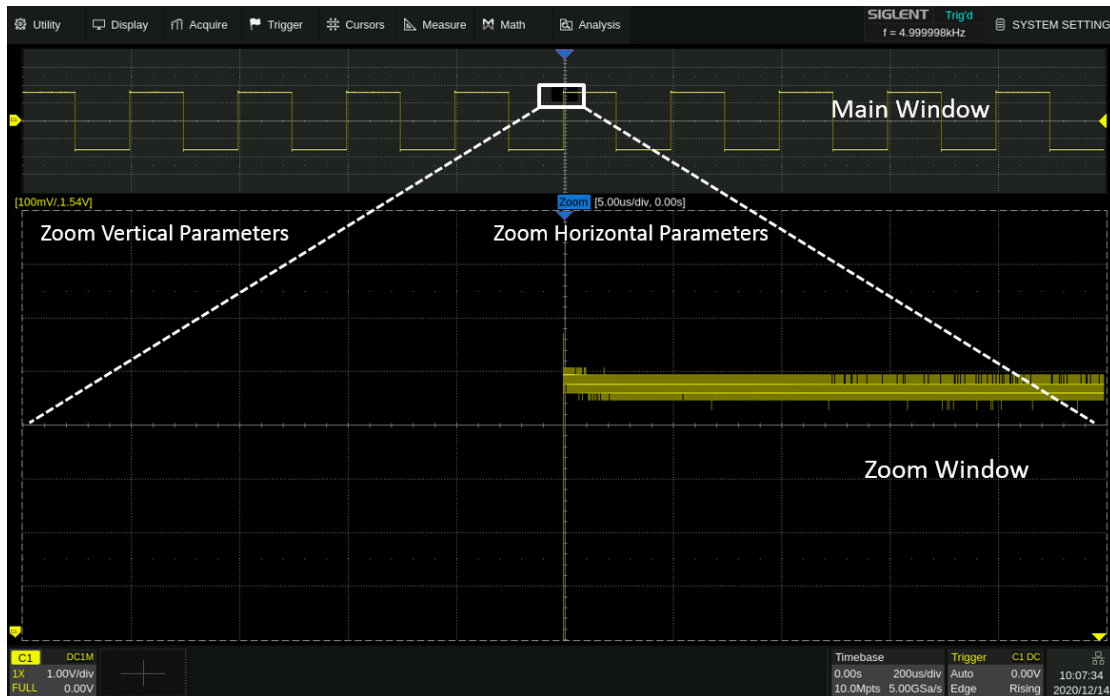 Utility Display Acquire Trigger Cursors Measure Math Analysis SIGLENT Trig'd SYSTEM SETTING
f = 4.999998kHz
Main Window
[100mV/,1.54V] Zoom [5.00us/div, 0.00s]
Zoom Vertical Parameters Zoom Horizontal Parameters
Zoom Window
C1 DC1M Timebase Trigger C1 DC
1X 1.00V/div 0.00s 200us/div Auto 0.00V 10:07:34
FULL 0.00V 10.0Mpts 5.00GSa/s Edge Rising 2020/12/14